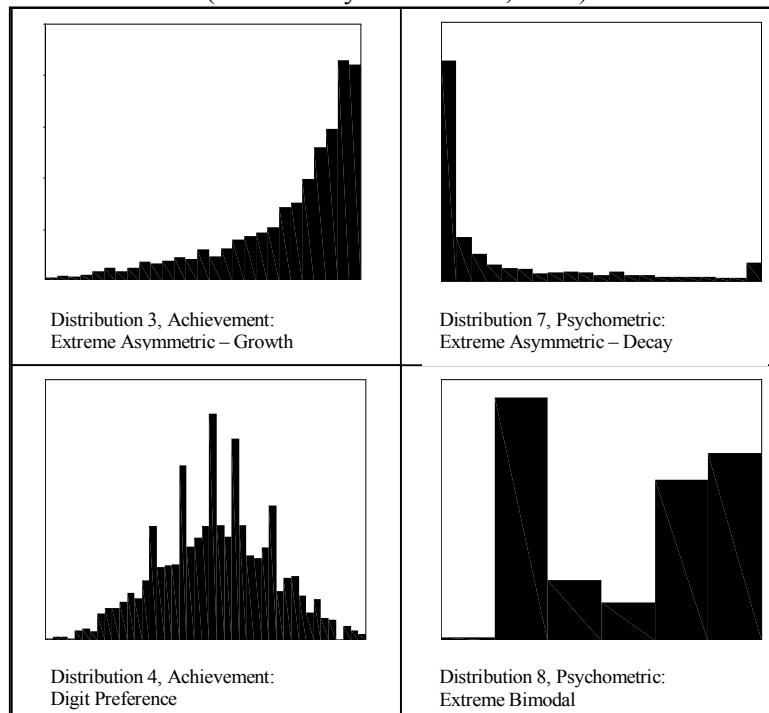 Distribution 3, Achievement:
Extreme Asymmetric – Growth
Distribution 7, Psychometric:
Extreme Asymmetric – Decay
Distribution 4, Achievement:
Digit Preference
Distribution 8, Psychometric:
Extreme Bimodal